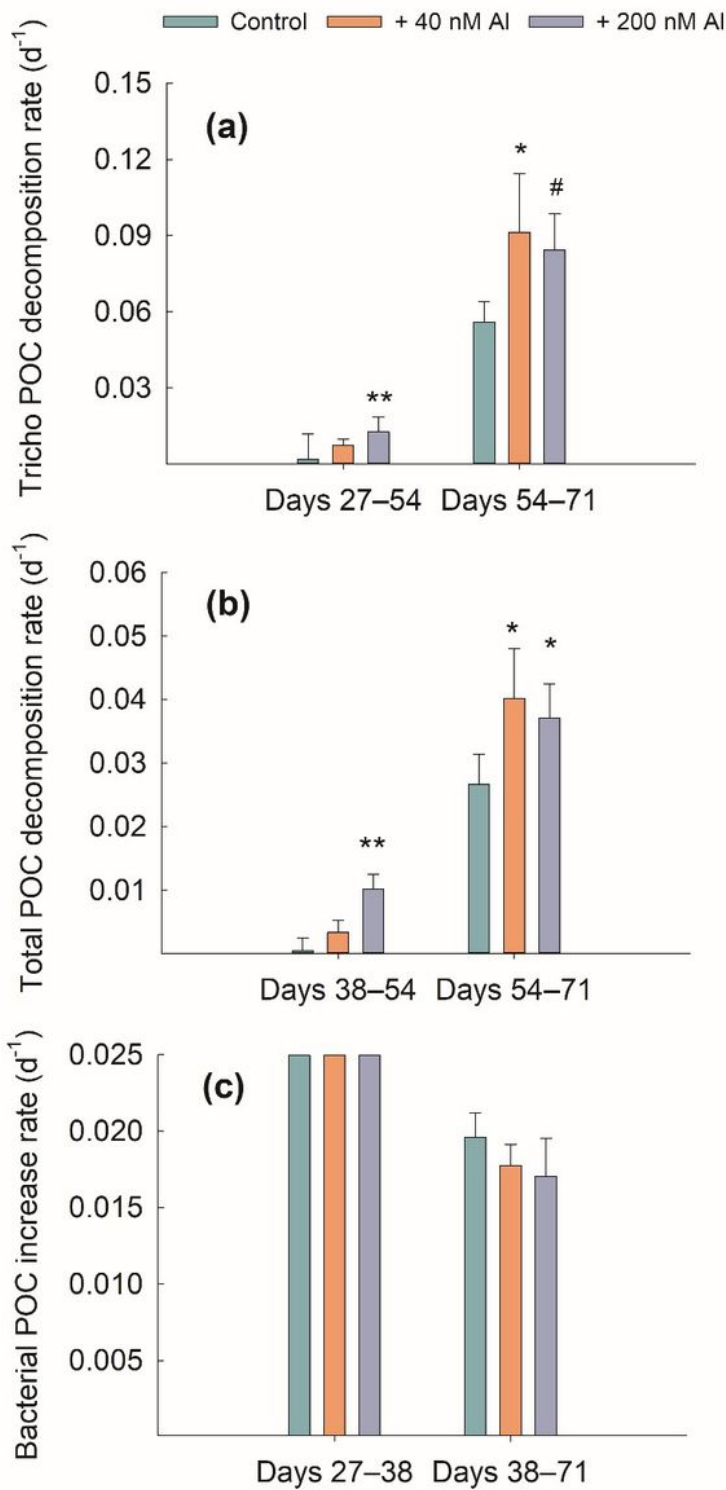 Control + 40 nM Al + 200 nM Al
Tricho POC decomposition rate (d⁻¹)
(a)
0.15
0.12
0.09
0.06
0.03
**
*
#
Days 27–54 Days 54–71
Total POC decomposition rate (d⁻¹)
(b)
0.06
0.05
0.04
0.03
0.02
0.01
**
*
*
Days 38–54 Days 54–71
Bacterial POC increase rate (d⁻¹)
(c)
0.025
0.020
0.015
0.010
0.005
Days 27–38 Days 38–71